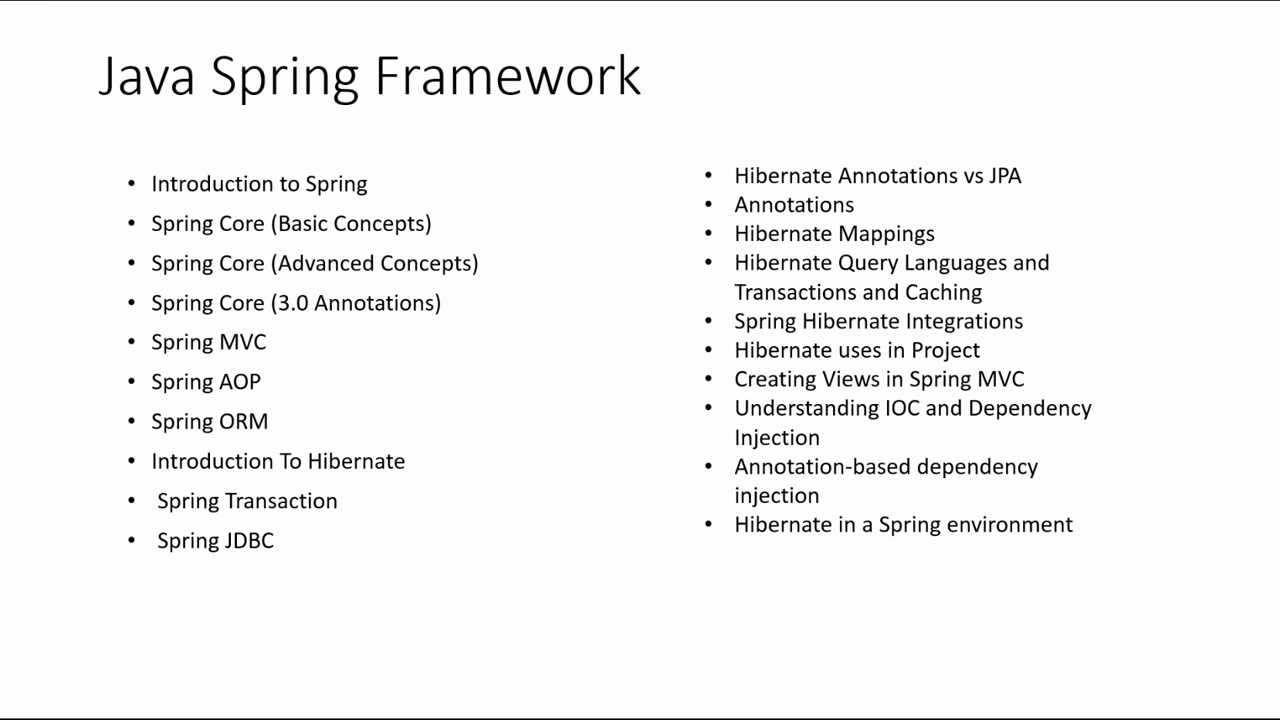 Java Spring Framework
• Introduction to Spring
• Spring Core (Basic Concepts)
• Spring Core (Advanced Concepts)
• Spring Core (3.0 Annotations)
• Spring MVC
• Spring AOP
• Spring ORM
• Introduction To Hibernate
• Spring Transaction
• Spring JDBC
• Hibernate Annotations vs JPA
• Annotations
• Hibernate Mappings
• Hibernate Query Languages and
Transactions and Caching
• Spring Hibernate Integrations
• Hibernate uses in Project
• Creating Views in Spring MVC
• Understanding IOC and Dependency
Injection
• Annotation-based dependency
injection
• Hibernate in a Spring environment